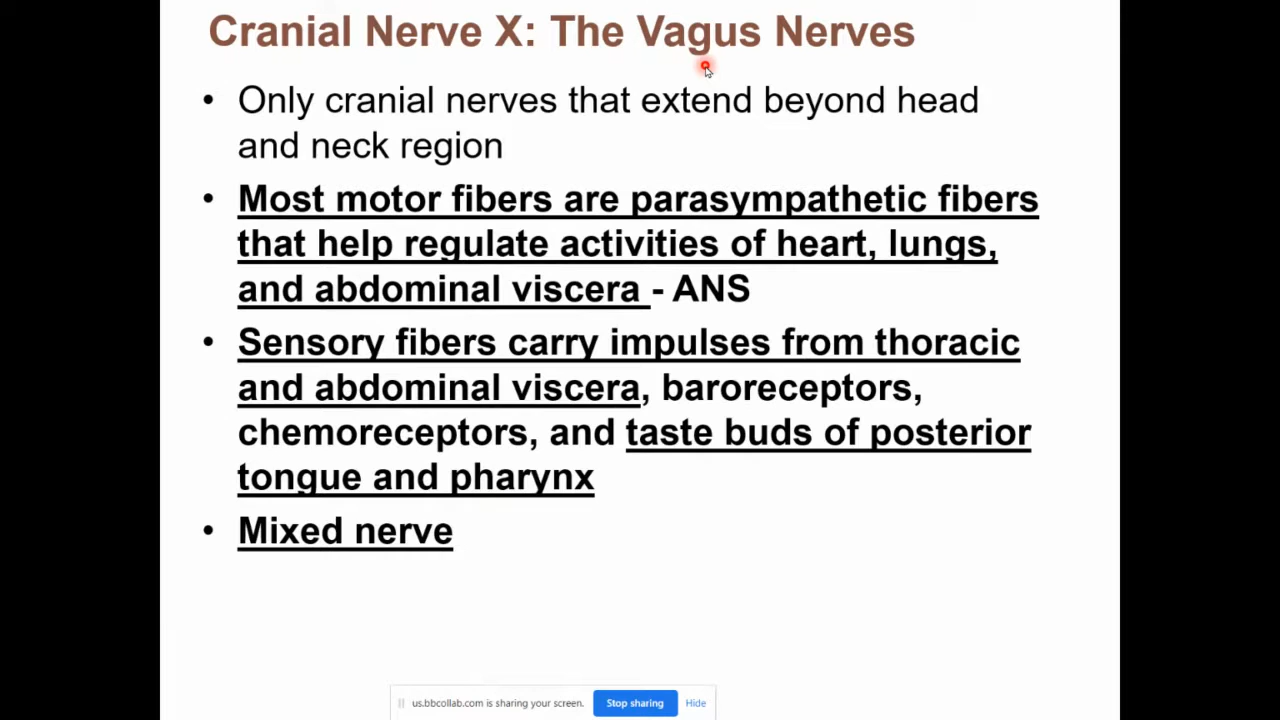 Cranial Nerve X: The Vagus Nerves
• Only cranial nerves that extend beyond head
and neck region
• Most motor fibers are parasympathetic fibers
that help regulate activities of heart, lungs,
and abdominal viscera - ANS
• Sensory fibers carry impulses from thoracic
and abdominal viscera, baroreceptors,
chemoreceptors, and taste buds of posterior
tongue and pharynx
• Mixed nerve
us.bbcollab.com is sharing your screen. Stop sharing Hide